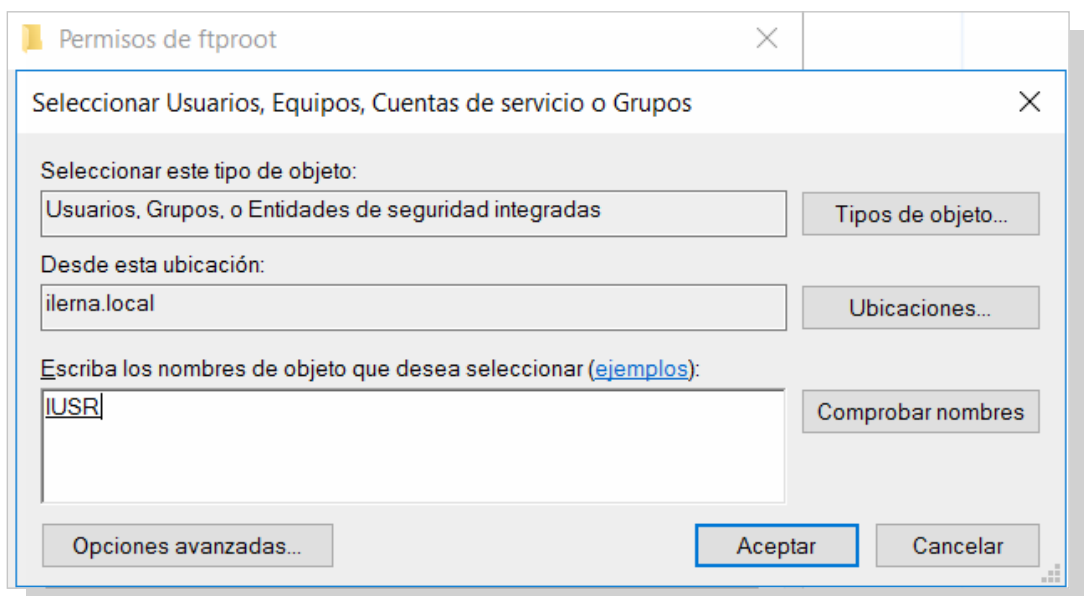 Permisos de ftproot
Seleccionar Usuarios, Equipos, Cuentas de servicio o Grupos
Seleccionar este tipo de objeto:
Usuarios, Grupos, o Entidades de seguridad integradas
Tipos de objeto...
Desde esta ubicación:
ilerna.local
Ubicaciones...
Escriba los nombres de objeto que desea seleccionar (ejemplos):
IUSR
Comprobar nombres
Opciones avanzadas...
Aceptar
Cancelar